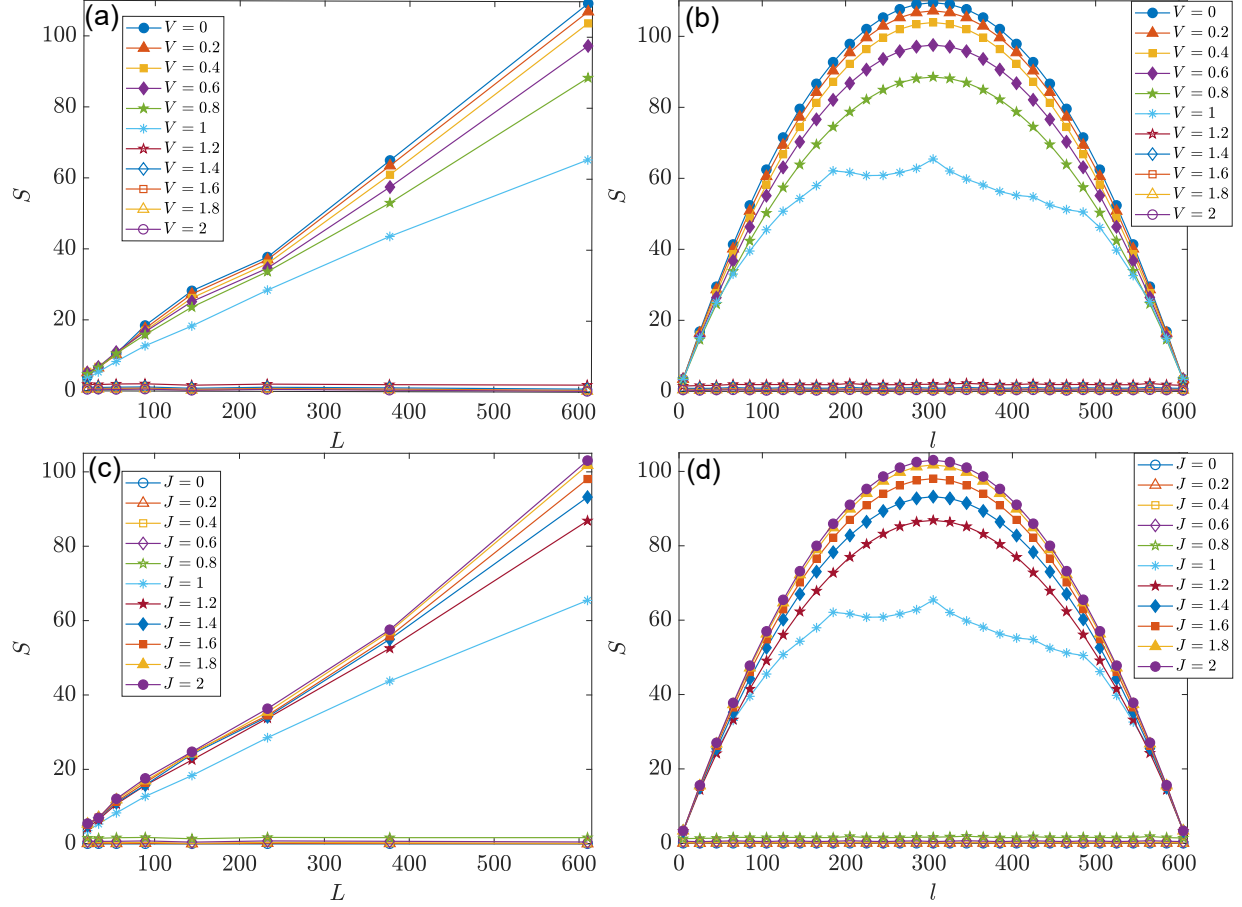 (a)
V = 0
V = 0.2
V = 0.4
V = 0.6
V = 0.8
V = 1
V = 1.2
V = 1.4
V = 1.6
V = 1.8
V = 2
100
80
60
40
20
0
S
100 200 300 400 500 600
L
(b)
V = 0
V = 0.2
V = 0.4
V = 0.6
V = 0.8
V = 1
V = 1.2
V = 1.4
V = 1.6
V = 1.8
V = 2
100
80
60
40
20
0
S
0 100 200 300 400 500 600
l
(c)
J = 0
J = 0.2
J = 0.4
J = 0.6
J = 0.8
J = 1
J = 1.2
J = 1.4
J = 1.6
J = 1.8
J = 2
100
80
60
40
20
0
S
100 200 300 400 500 600
L
(d)
J = 0
J = 0.2
J = 0.4
J = 0.6
J = 0.8
J = 1
J = 1.2
J = 1.4
J = 1.6
J = 1.8
J = 2
100
80
60
40
20
0
S
0 100 200 300 400 500 600
l